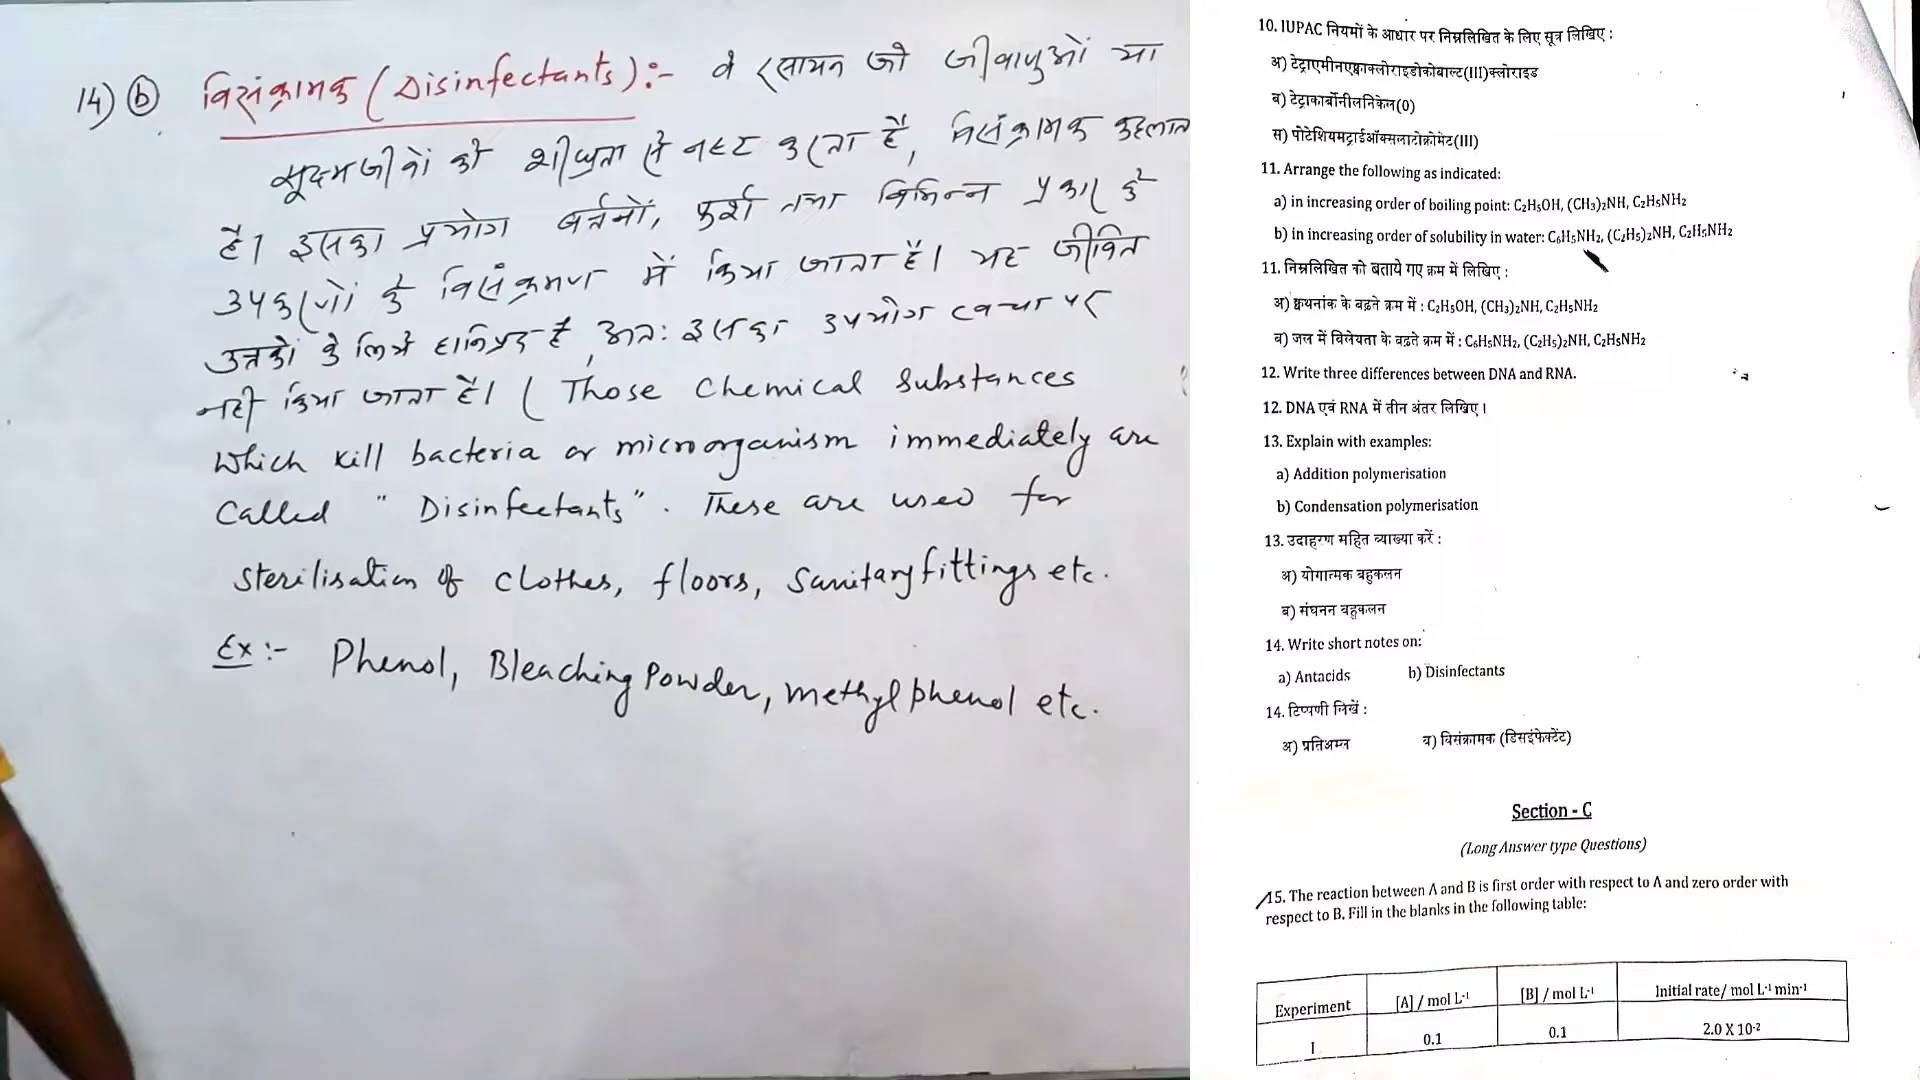 14) (b) विसंक्रामक (Disinfectants):- वे रसायन जो जीवाणुओं या
सूक्ष्मजीवों को शीघ्रता से नष्ट करता है, विसंक्रामक कहलाते
है। इसका प्रयोग बर्तनों, फर्श तथा विभिन्न प्रकार के
उपकरणों के विसंक्रमण में किया जाता है। यह जीवित
उत्तकों के लिये हानिप्रद है, अतः इसका उपयोग त्वचा पर
नही किया जाता है। ( Those Chemical Substances
Which kill bacteria or microorganism immediately are
Called " Disinfectants". These are used for
Sterilisation of Clothes, floors, Sanitary fittings etc.
Ex:- Phenol, Bleaching Powder, methyl phenol etc.
10. IUPAC नियमों के आधार पर निम्नलिखित के लिए सूत्र लिखिए :
अ) टेट्राएमीनएक्वाक्लोराइडोकोबाल्ट(III)क्लोराइड
ब) टेट्राकार्बोनीलनिकेल(0)
स) पोटेशियमट्राईऑक्सलाटोक्रोमेट(III)
11. Arrange the following as indicated:
a) in increasing order of boiling point: C₂H₅OH, (CH₃)₂NH, C₂H₅NH₂
b) in increasing order of solubility in water: C₆H₅NH₂, (C₂H₅)₂NH, C₂H₅NH₂
11. निम्नलिखित को बताये गए क्रम में लिखिए :
अ) क्वथनांक के बढ़ते क्रम में : C₂H₅OH, (CH₃)₂NH, C₂H₅NH₂
ब) जल में विलेयता के बढ़ते क्रम में : C₆H₅NH₂, (C₂H₅)₂NH, C₂H₅NH₂
12. Write three differences between DNA and RNA.
12. DNA एवं RNA में तीन अंतर लिखिए।
13. Explain with examples:
a) Addition polymerisation
b) Condensation polymerisation
13. उदाहरण सहित व्याख्या करें :
अ) योगात्मक बहुकलन
ब) संघनन बहुकलन
14. Write short notes on:
a) Antacids b) Disinfectants
14. टिप्पणी लिखें :
अ) प्रतिअम्ल ब) विसंक्रामक (डिसइंफेक्टेंट)
Section - C
(Long Answer type Questions)
15. The reaction between A and B is first order with respect to A and zero order with
respect to B. Fill in the blanks in the following table:
Experiment [A] / mol L⁻¹ [B] / mol L⁻¹ Initial rate/ mol L⁻¹ min⁻¹
I 0.1 0.1 2.0 X 10⁻²